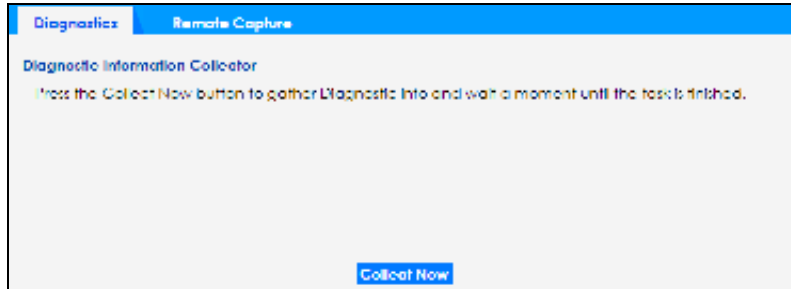 Diagnostics Remote Capture
Diagnostic Information Collector
Press the Collect Now button to gather Diagnostic Info and wait a moment until the task is finished.
Collect Now